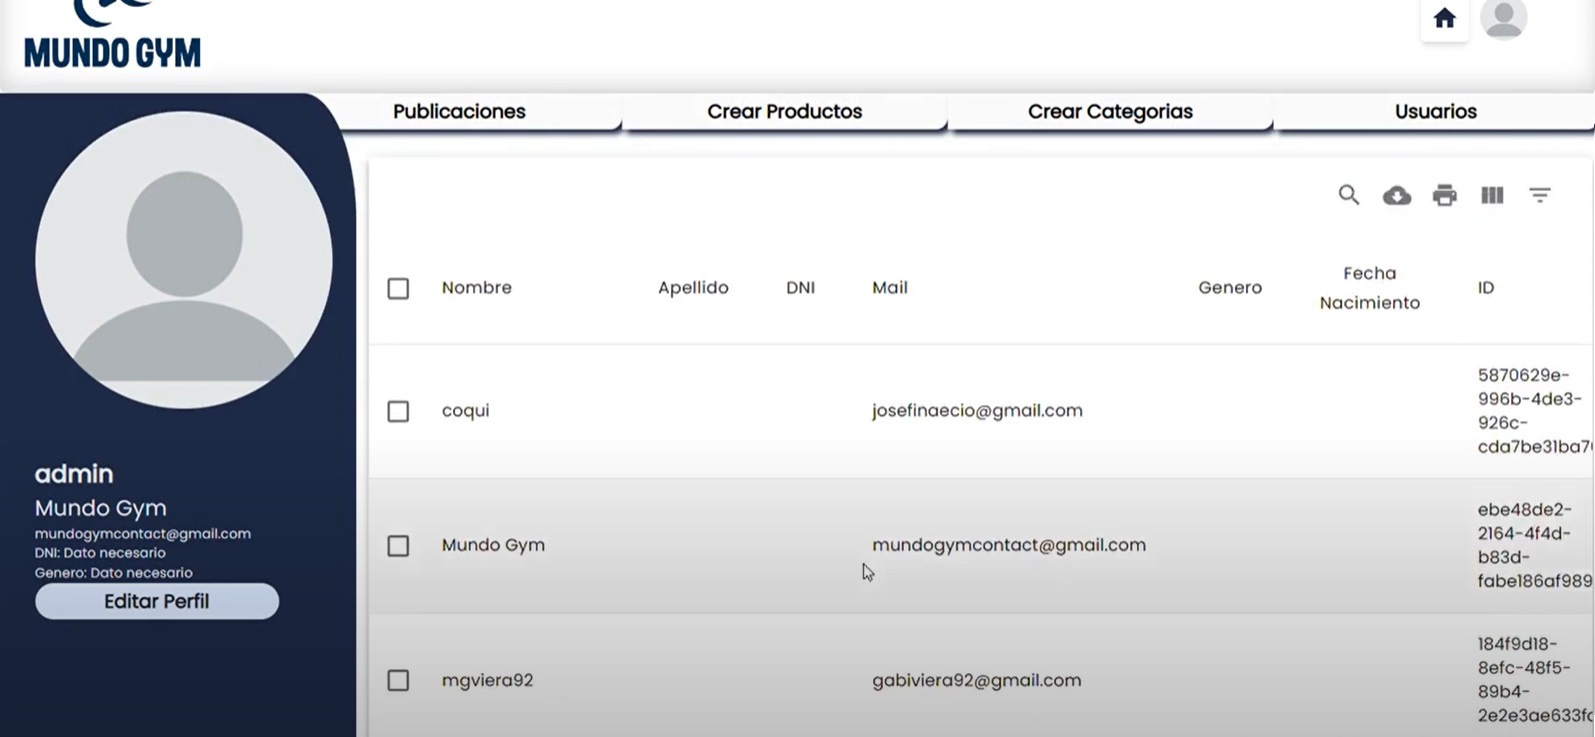 MUNDO GYM
Publicaciones
Crear Productos
Crear Categorias
Usuarios
admin
Mundo Gym
mundogymcontact@gmail.com
DNI: Dato necesario
Genero: Dato necesario
Editar Perfil
Nombre
Apellido
DNI
Mail
Genero
Fecha
Nacimiento
ID
coqui
josefinaecio@gmail.com
5870629e-
996b-4de3-
926c-
cda7be31ba7
Mundo Gym
mundogymcontact@gmail.com
ebe48de2-
2164-4f4d-
b83d-
fabe186af989
mgviera92
gabiviera92@gmail.com
184f9d18-
8efc-48f5-
89b4-
2e2e3ae633f